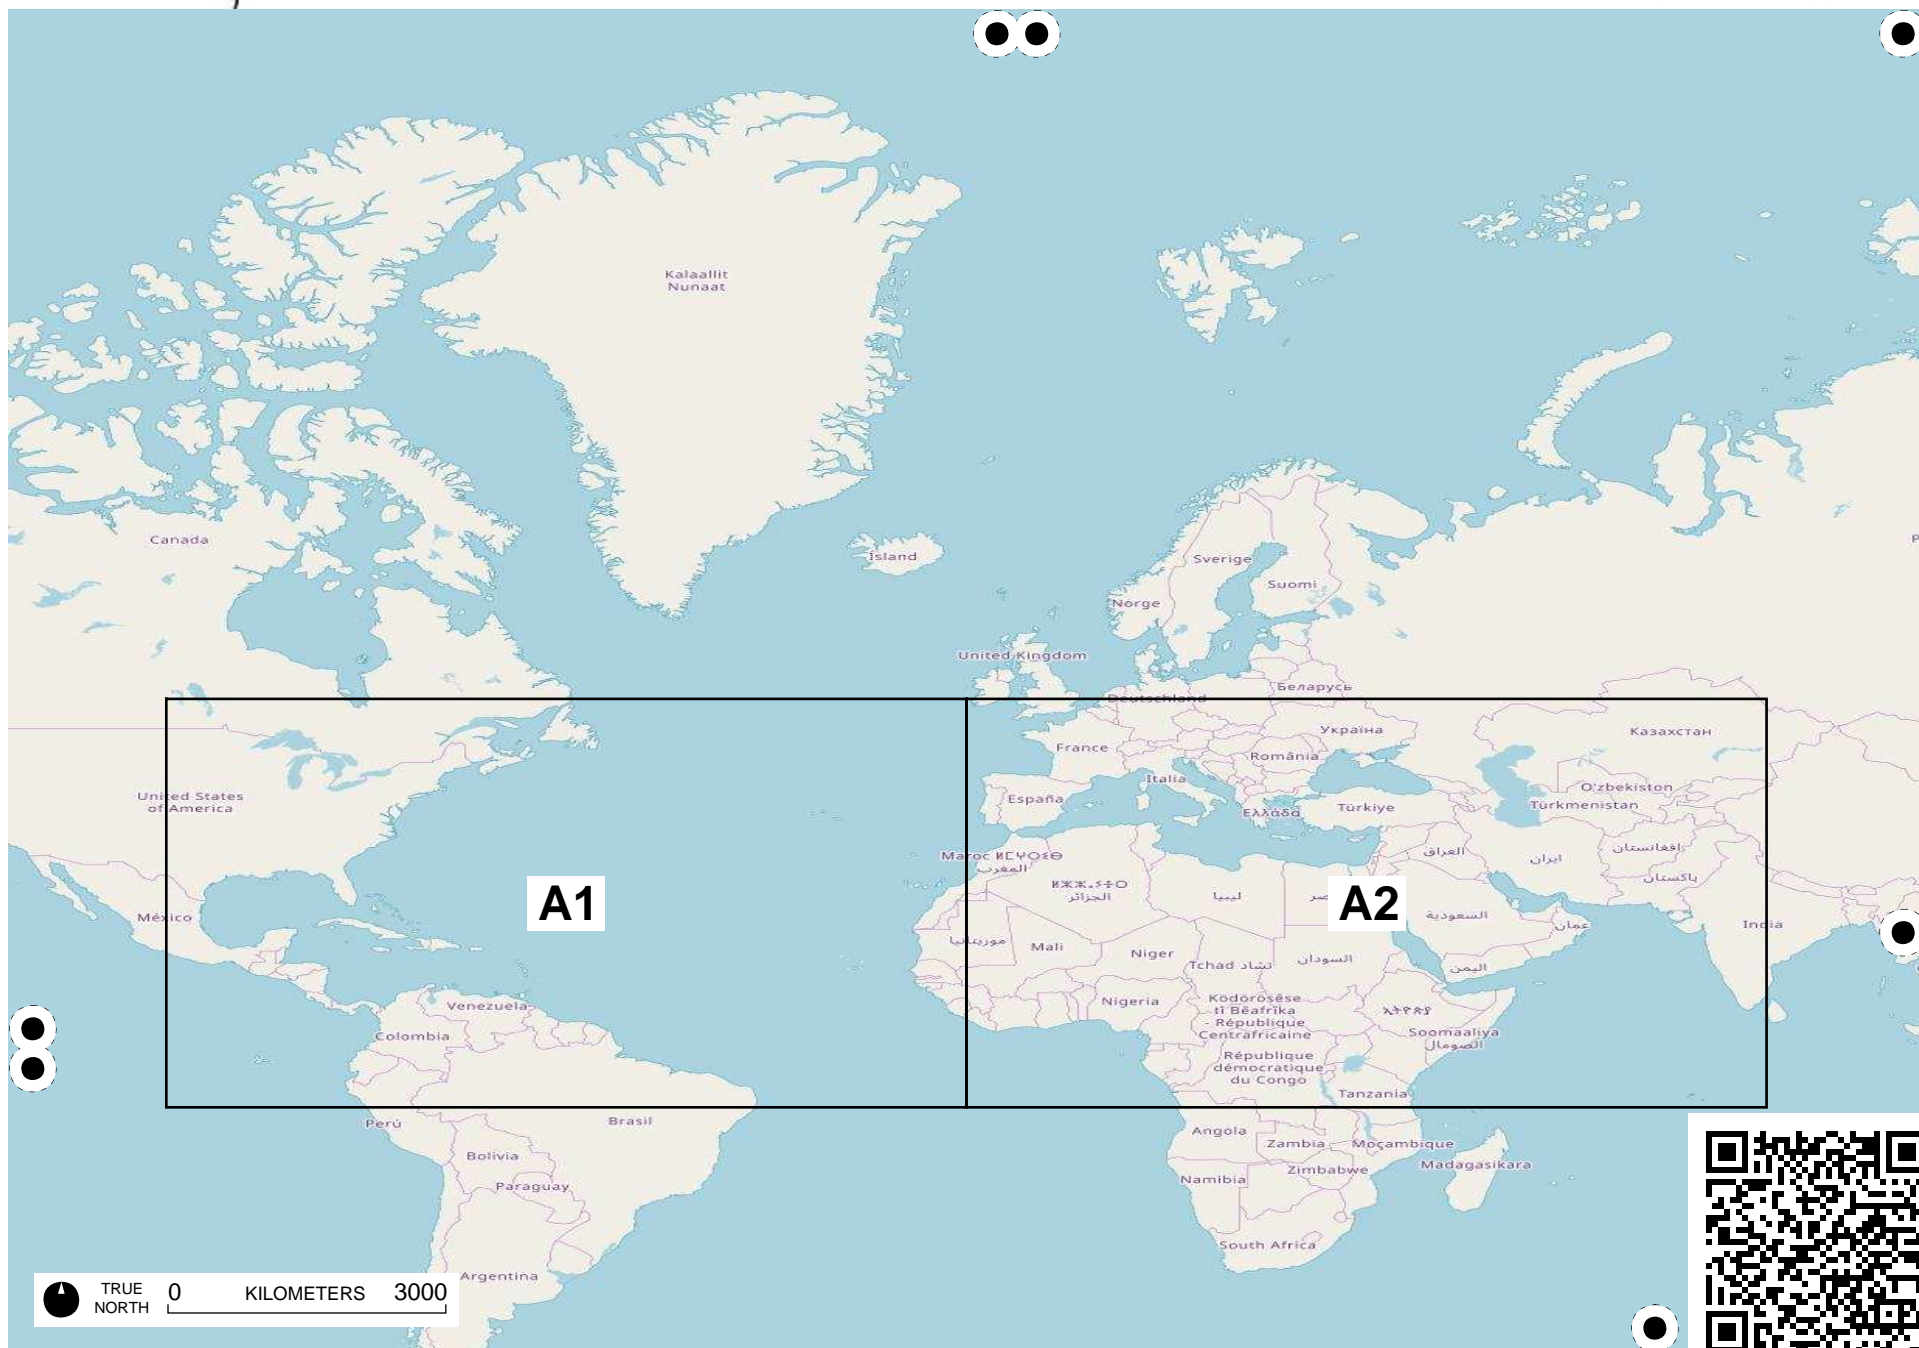 Kalaallit
Nunaat
Canada
Ísland
Sverige
Suomi
Norge
United Kingdom
Беларусь
Deutschland
Україна
France
Казахстан
România
Italia
United States
of America
España
Ελλάδα
Türkiye
O'zbekiston
Türkmenistan
Maroc ⵍⵎⵖⵔⵉⴱ
المغرب
العراق
ایران
افغانستان
پاکستان
الجزائر
ليبيا
A1
A2
México
السعودية
عمان
India
موريتانيا
Mali
Niger
Tchad تشاد
السودان
اليمن
Venezuela
Nigeria
Ködörösêse
tî Bêafrîka
- République
Centrafricaine
ኢትዮጵያ
Colombia
Soomaaliya
الصومال
République
démocratique
du Congo
Tanzania
Perú
Brasil
Angola
Zambia
Moçambique
Bolivia
Zimbabwe
Madagasikara
Paraguay
Namibia
South Africa
Argentina
TRUE
NORTH
0 KILOMETERS 3000